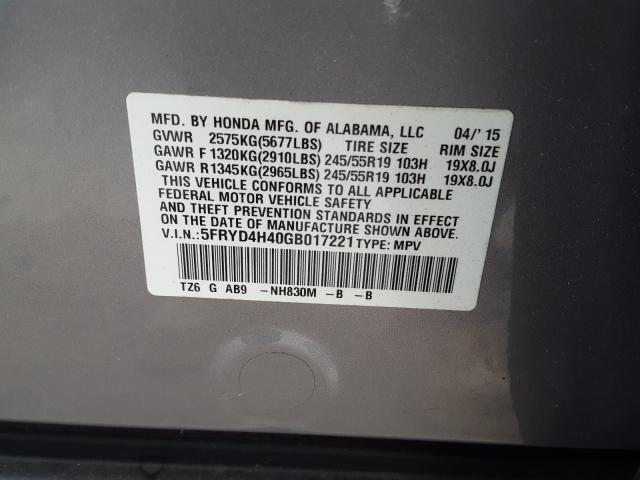 MFD. BY HONDA MFG. OF ALABAMA, LLC 04/' 15
GVWR 2575KG(5677LBS) TIRE SIZE RIM SIZE
GAWR F 1320KG(2910LBS) 245/55R19 103H 19X8.0J
GAWR R1345KG(2965LBS) 245/55R19 103H 19X8.0J
THIS VEHICLE CONFORMS TO ALL APPLICABLE
FEDERAL MOTOR VEHICLE SAFETY
AND THEFT PREVENTION STANDARDS IN EFFECT
ON THE DATE OF MANUFACTURE SHOWN ABOVE.
V.I.N.:5FRYD4H40GB017221 TYPE: MPV
TZ6 G AB9 -NH830M -B -B